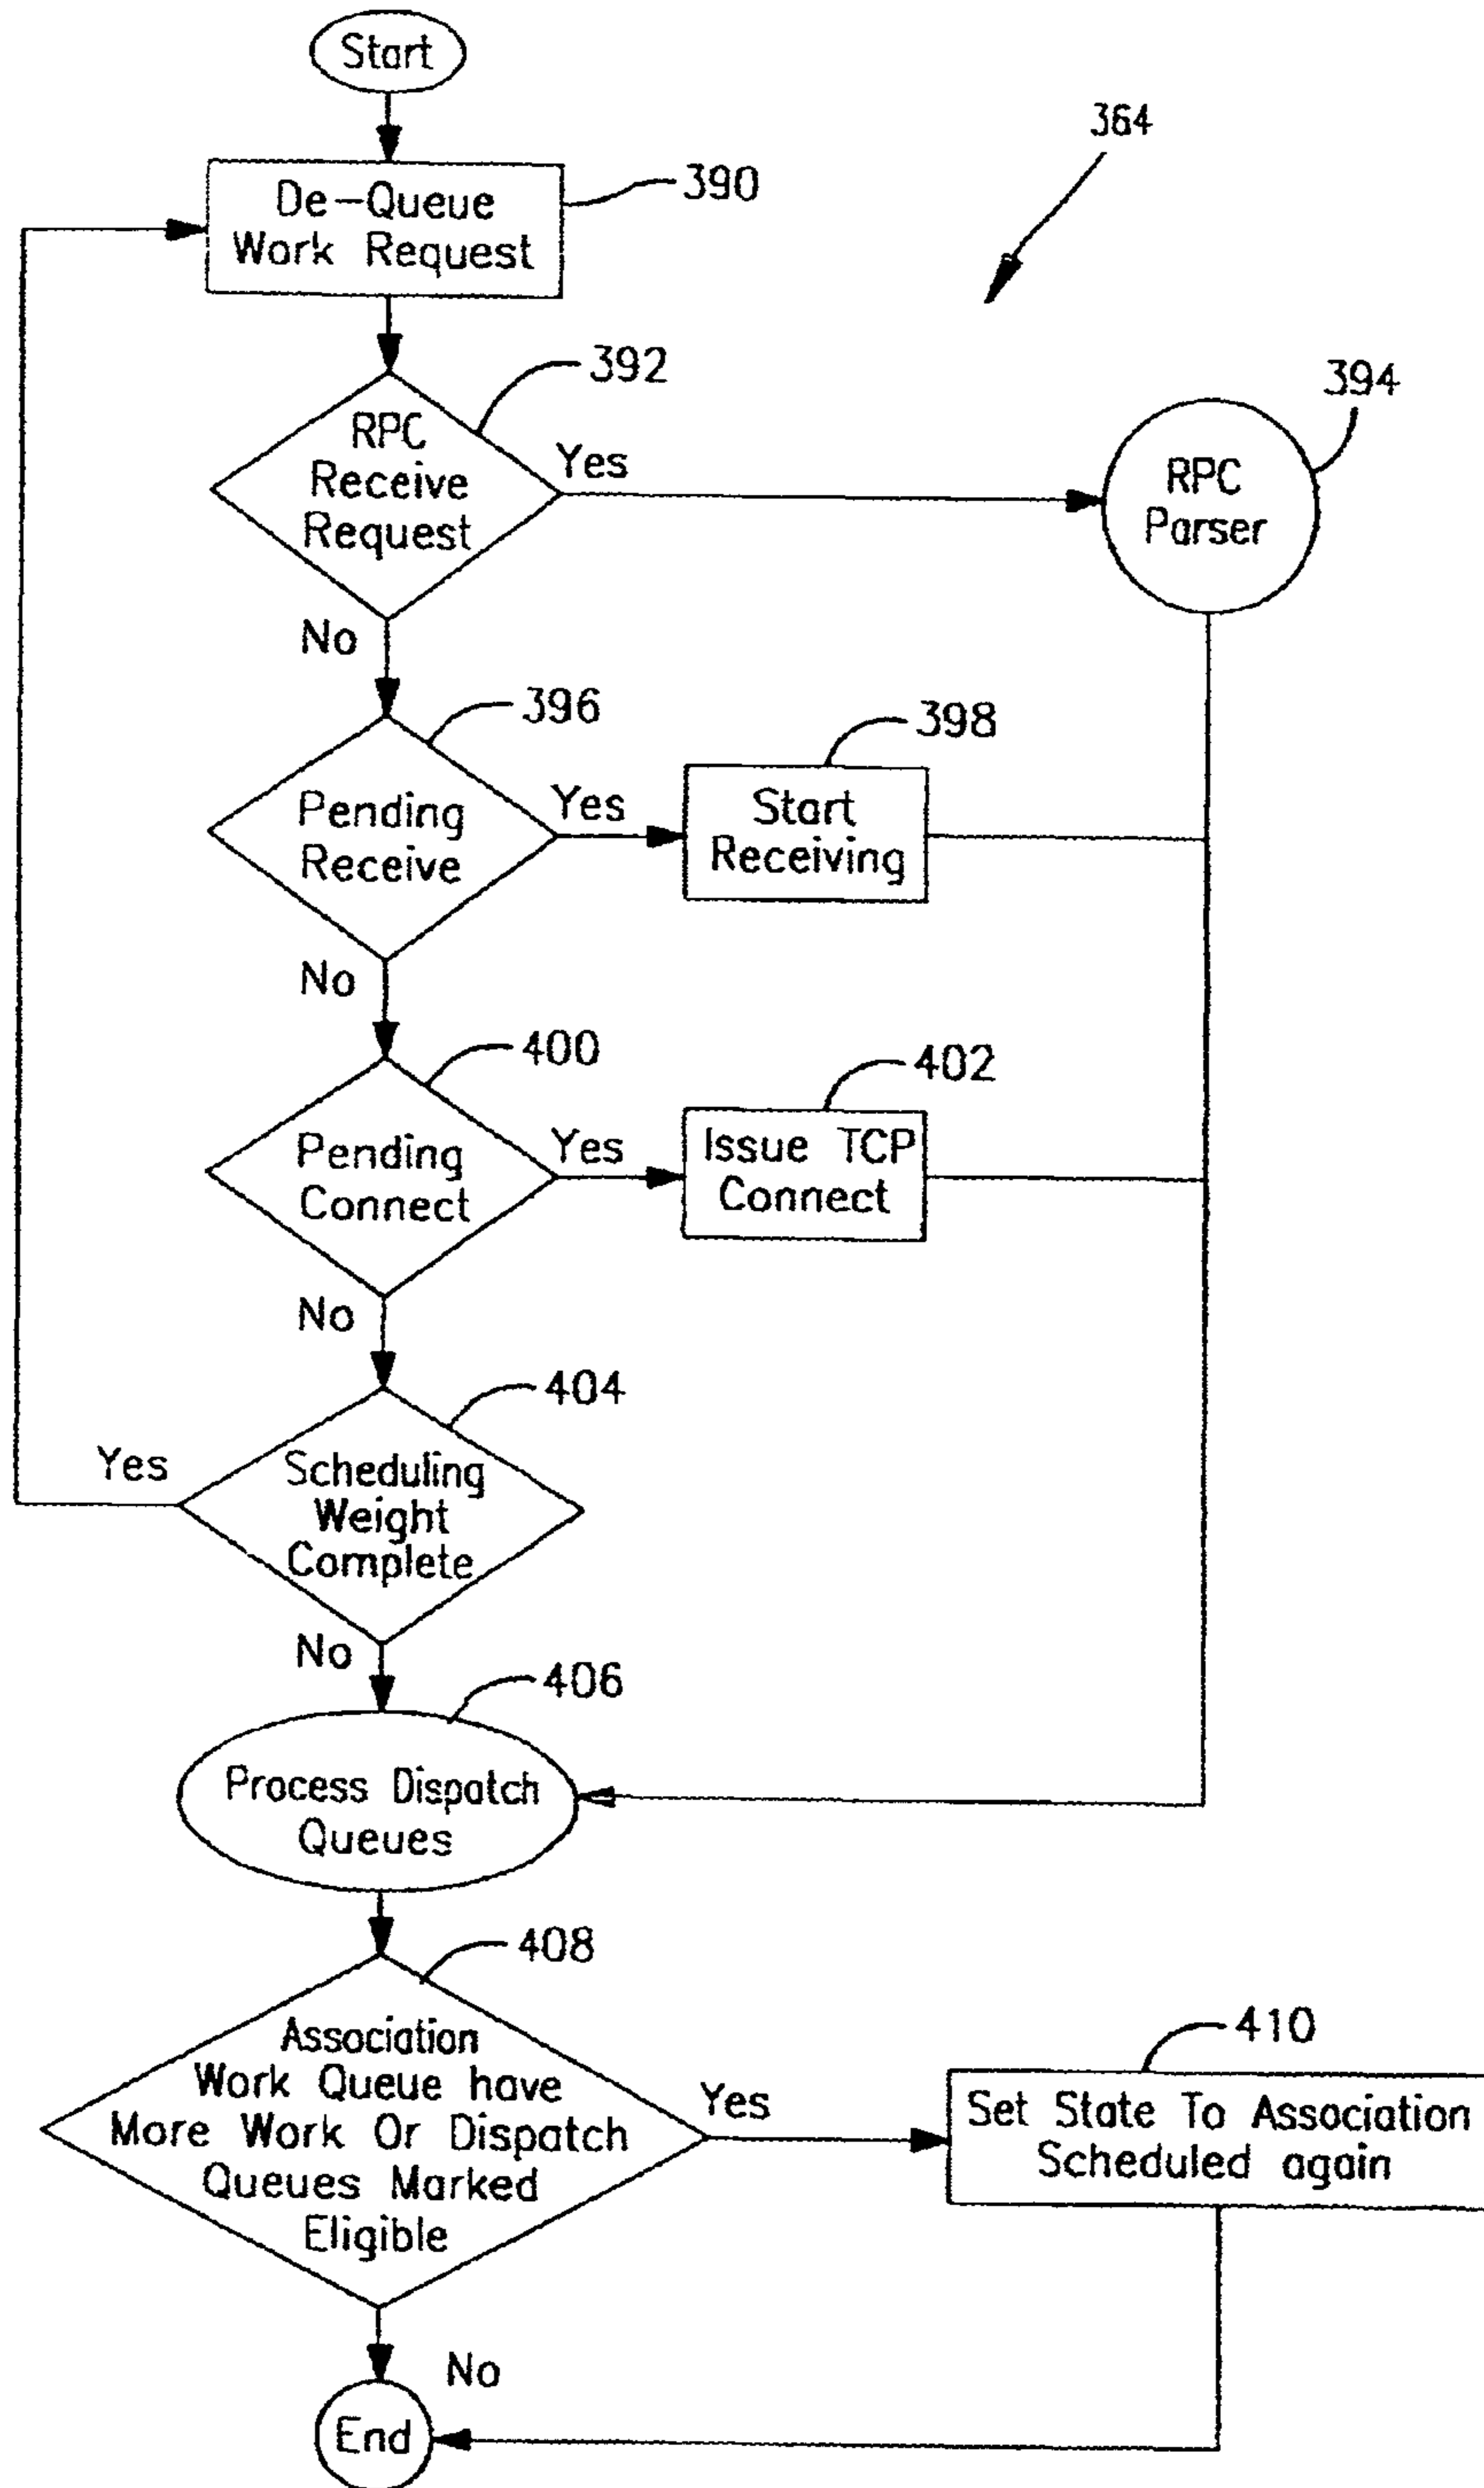 Start
364
De-Queue
Work Request
390
392
RPC
Receive
Request
Yes
394
RPC
Parser
No
396
398
Pending
Receive
Yes
Start
Receiving
No
400
402
Pending
Connect
Yes
Issue TCP
Connect
No
404
Yes
Scheduling
Weight
Complete
No
406
Process Dispatch
Queues
408
Association
Work Queue have
More Work Or Dispatch
Queues Marked
Eligible
Yes
410
Set State To Association
Scheduled again
No
End